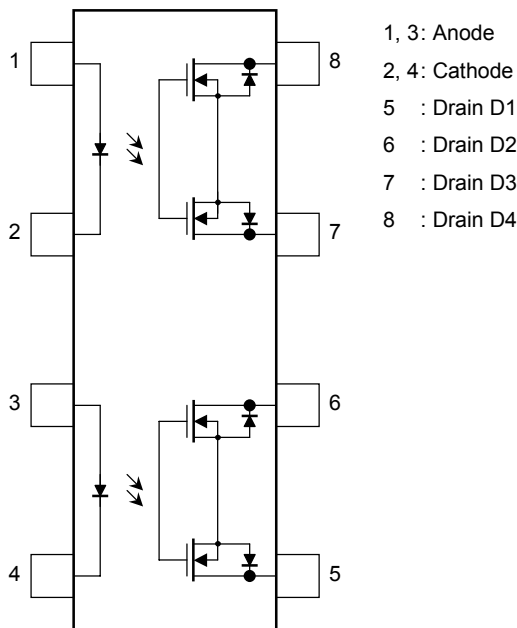 1
8
2
7
3
6
4
5
1, 3: Anode
2, 4: Cathode
5 : Drain D1
6 : Drain D2
7 : Drain D3
8 : Drain D4